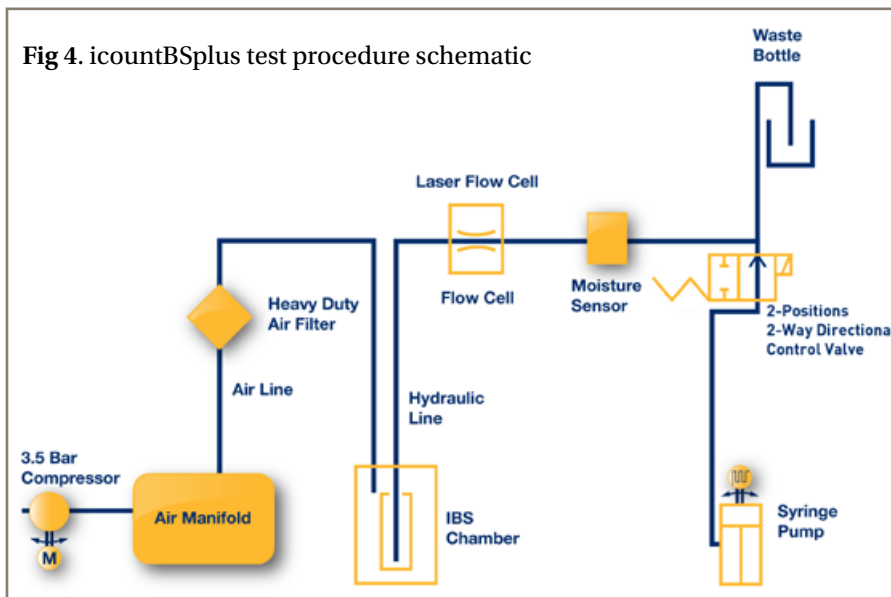 Fig 4. icountBSplus test procedure schematic
Waste
Bottle
Laser Flow Cell
Flow Cell
Moisture
Sensor
2-Positions
2-Way Directiona
Control Valve
Heavy Duty
Air Filter
Air Line
Hydraulic
Line
3.5 Bar
Compressor
M
Air Manifold
IBS
Chamber
Syringe
Pump